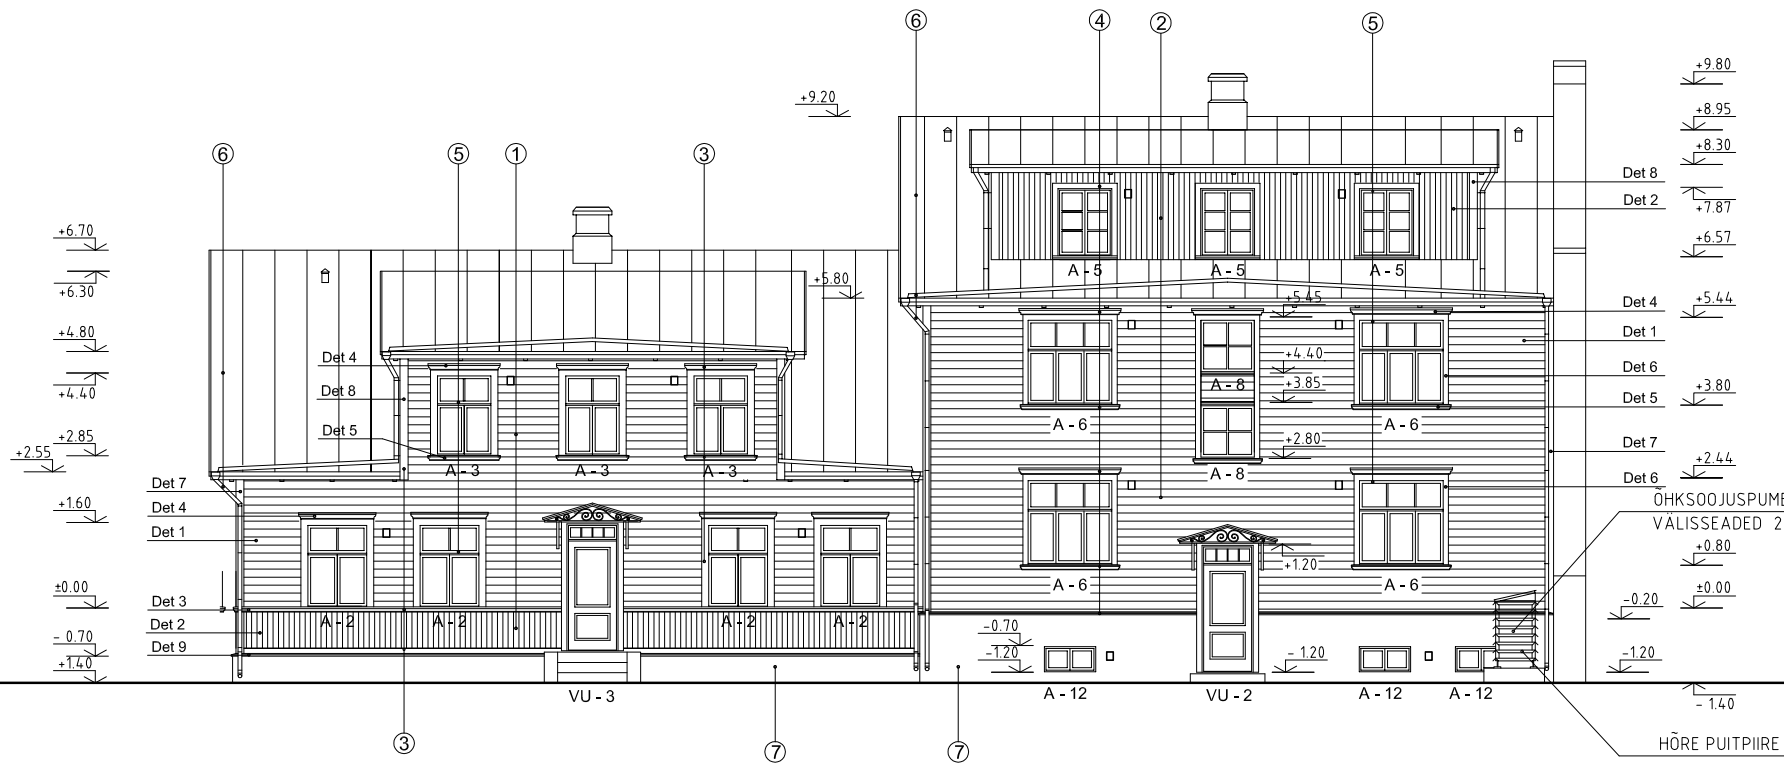 ⑥ ④ ② ⑤
+9.80
+9.20
+8.95
⑥ ⑤ ① ③
+8.30
Det 8
Det 2
+7.87
+6.70
+6.57
A - 5 A - 5 A - 5
+6.30
+5.80
+5.45
Det 4
+5.44
+4.80
Det 1
Det 4
+4.40
Det 6
A - 8
+4.40
Det 8
+3.85
Det 5
+3.80
A - 6 A - 6
Det 5
+2.85
+2.80
Det 7
+2.55
A - 3 A - 3 A - 3
A - 8
+2.44
Det 7
Det 6
ÕHKSOOJUSPUMB
+1.60
Det 4
VÄLISSEADED 2
Det 1
+0.80
+1.20
±0.00
A - 6 A - 6
±0.00
Det 3
-0.20
A - 2 A - 2 A - 2 A - 2
Det 2
-0.70
- 0.70
Det 9
-1.20
- 1.20
-1.20
+1.40
VU - 3
A - 12
VU - 2
A - 12 A - 12
- 1.40
③ ⑦ ⑦
HÕRE PUITPIIRE